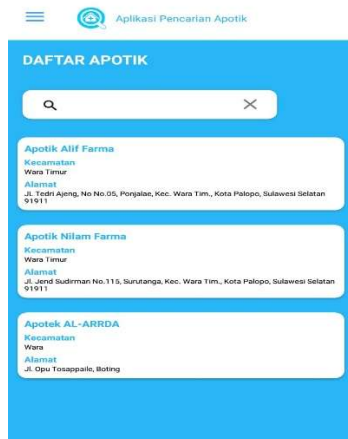 Aplikasi Pencarian Apotik
DAFTAR APOTIK
Apotik Alif Farma
Kecamatan
Wara Timur
Alamat
Jl. Tedri Ajeng, No No.05, Ponjalae, Kec. Wara Tim., Kota Palopo, Sulawesi Selatan
91911
Apotik Nilam Farma
Kecamatan
Wara Timur
Alamat
Jl. Jend Sudirman No.115, Surutanga, Kec. Wara Tim., Kota Palopo, Sulawesi Selatan
91911
Apotek AL-ARRDA
Kecamatan
Wara
Alamat
Jl. Opu Tosappaile, Boting